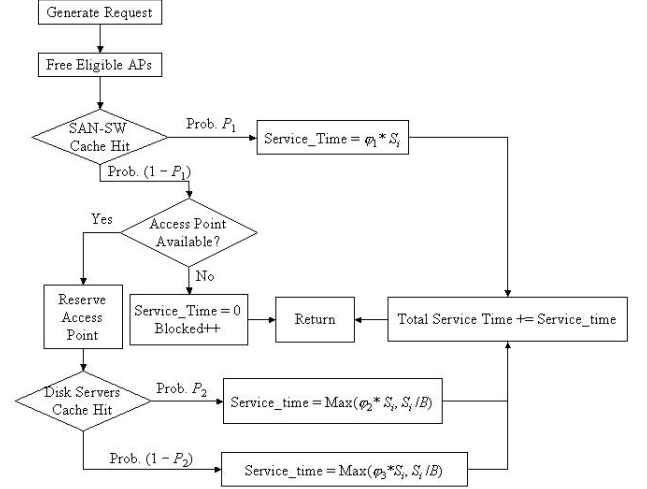 Generate Request
Free Eligible APs
SAN-SW
Cache Hit
Prob. P₁
Service_Time = φ₁* Sᵢ
Prob. (1 – P₁)
Access Point
Available?
Yes
No
Reserve
Access
Point
Service_Time = 0
Blocked++
Return
Total Service Time += Service_time
Disk Servers
Cache Hit
Prob. P₂
Service_time = Max(φ₂* Sᵢ, Sᵢ /B)
Prob. (1 – P₂)
Service_time = Max(φ₃*Sᵢ, Sᵢ /B)